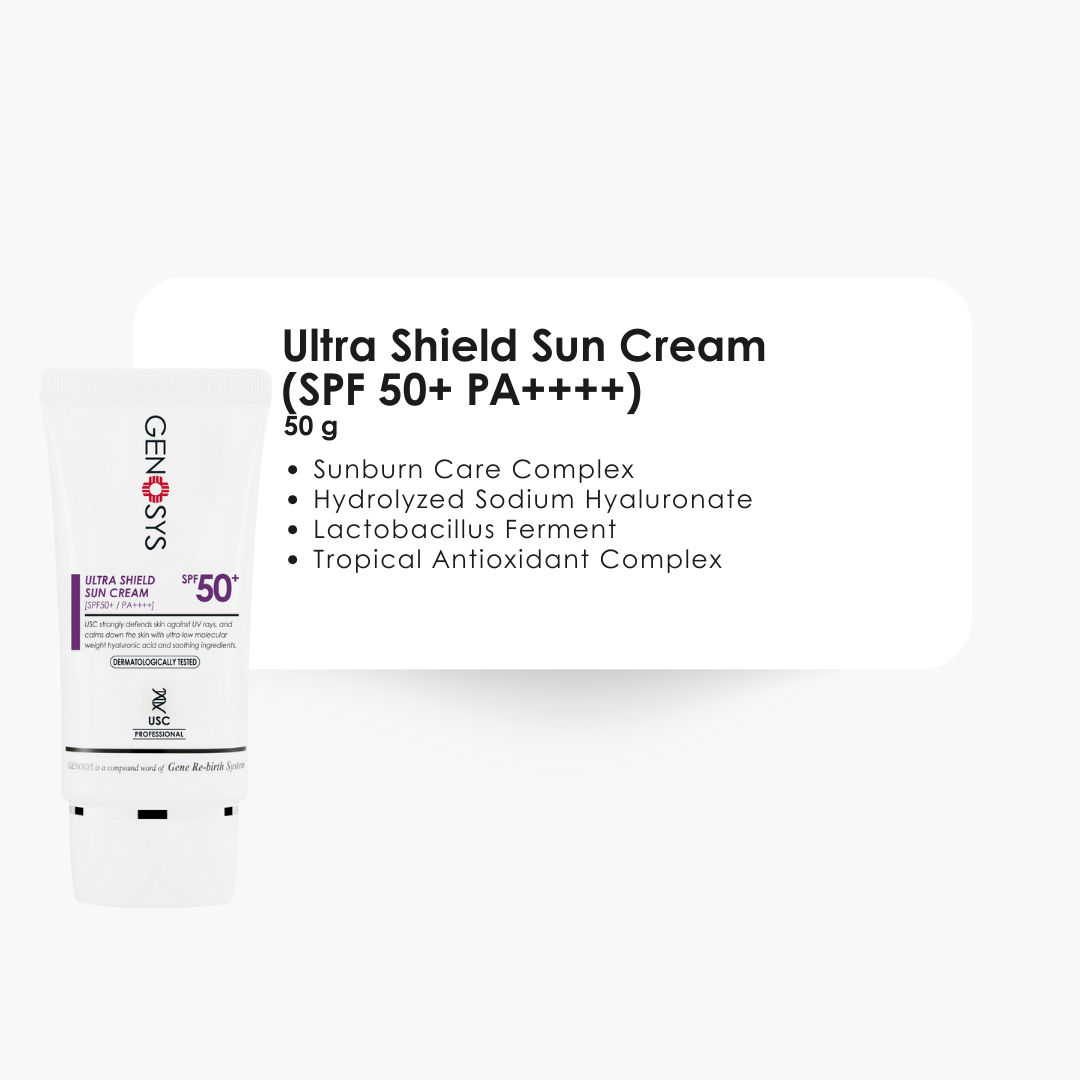 Ultra Shield Sun Cream
(SPF 50+ PA++++)
50 g
• Sunburn Care Complex
• Hydrolyzed Sodium Hyaluronate
• Lactobacillus Ferment
• Tropical Antioxidant Complex
GENOSYS
ULTRA SHIELD
SUN CREAM
[SPF50+ / PA++++]
SPF50+
USC strongly defends skin against UV rays, and
calms down the skin with ultra-low molecular
weight hyaluronic acid and soothing ingredients.
DERMATOLOGICALLY TESTED
USC
PROFESSIONAL
GENOSYS is a compound word of Gene Re-birth System